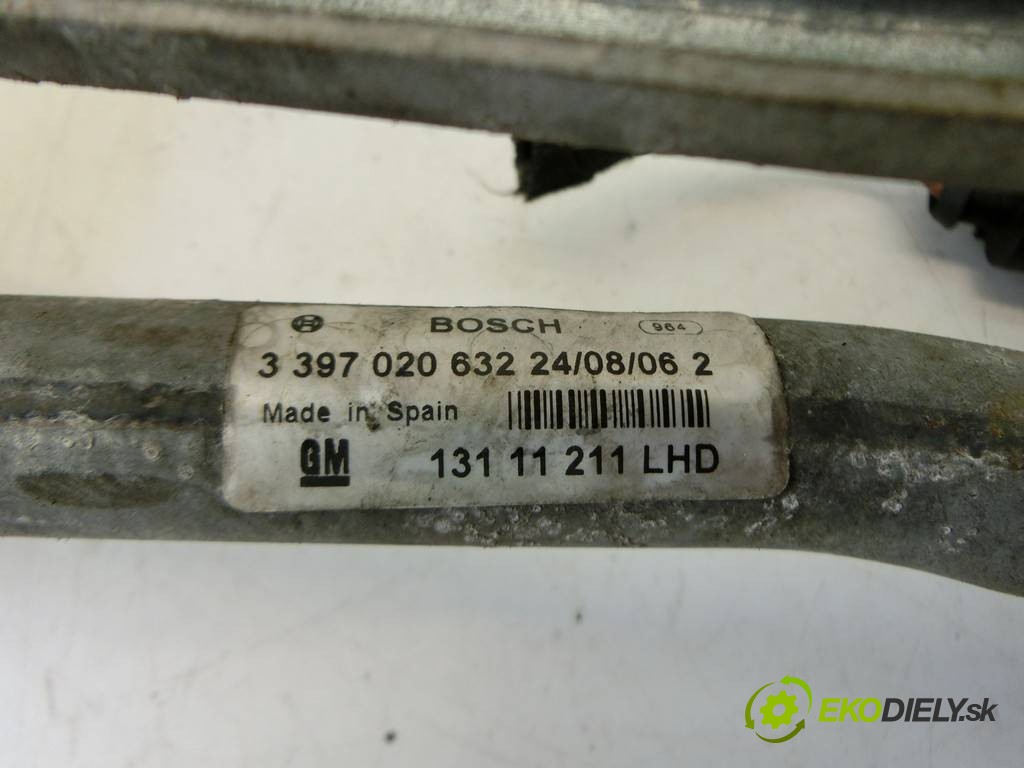 BOSCH 964
3 397 020 632 24/08/06 2
Made in Spain
GM 131 11 211 LHD
EKODIELY.sk